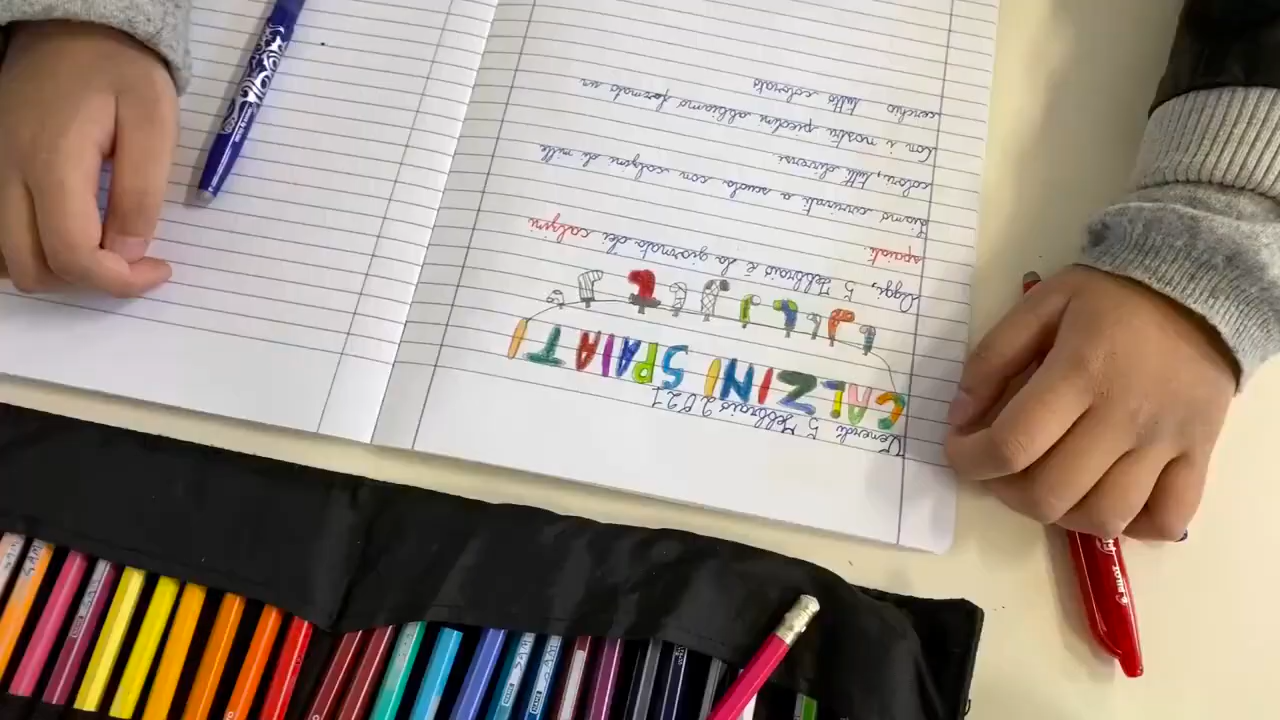 Venerdì 5 febbraio 2021
CALZINI SPAIATI
Oggi, 5 febbraio è la giornata dei calzini
spaiati.
Siamo arrivati a scuola con calzini di mille
colori, tutti diversi.
Con i nostri piedini abbiamo formato un
cerchio tutto colorato